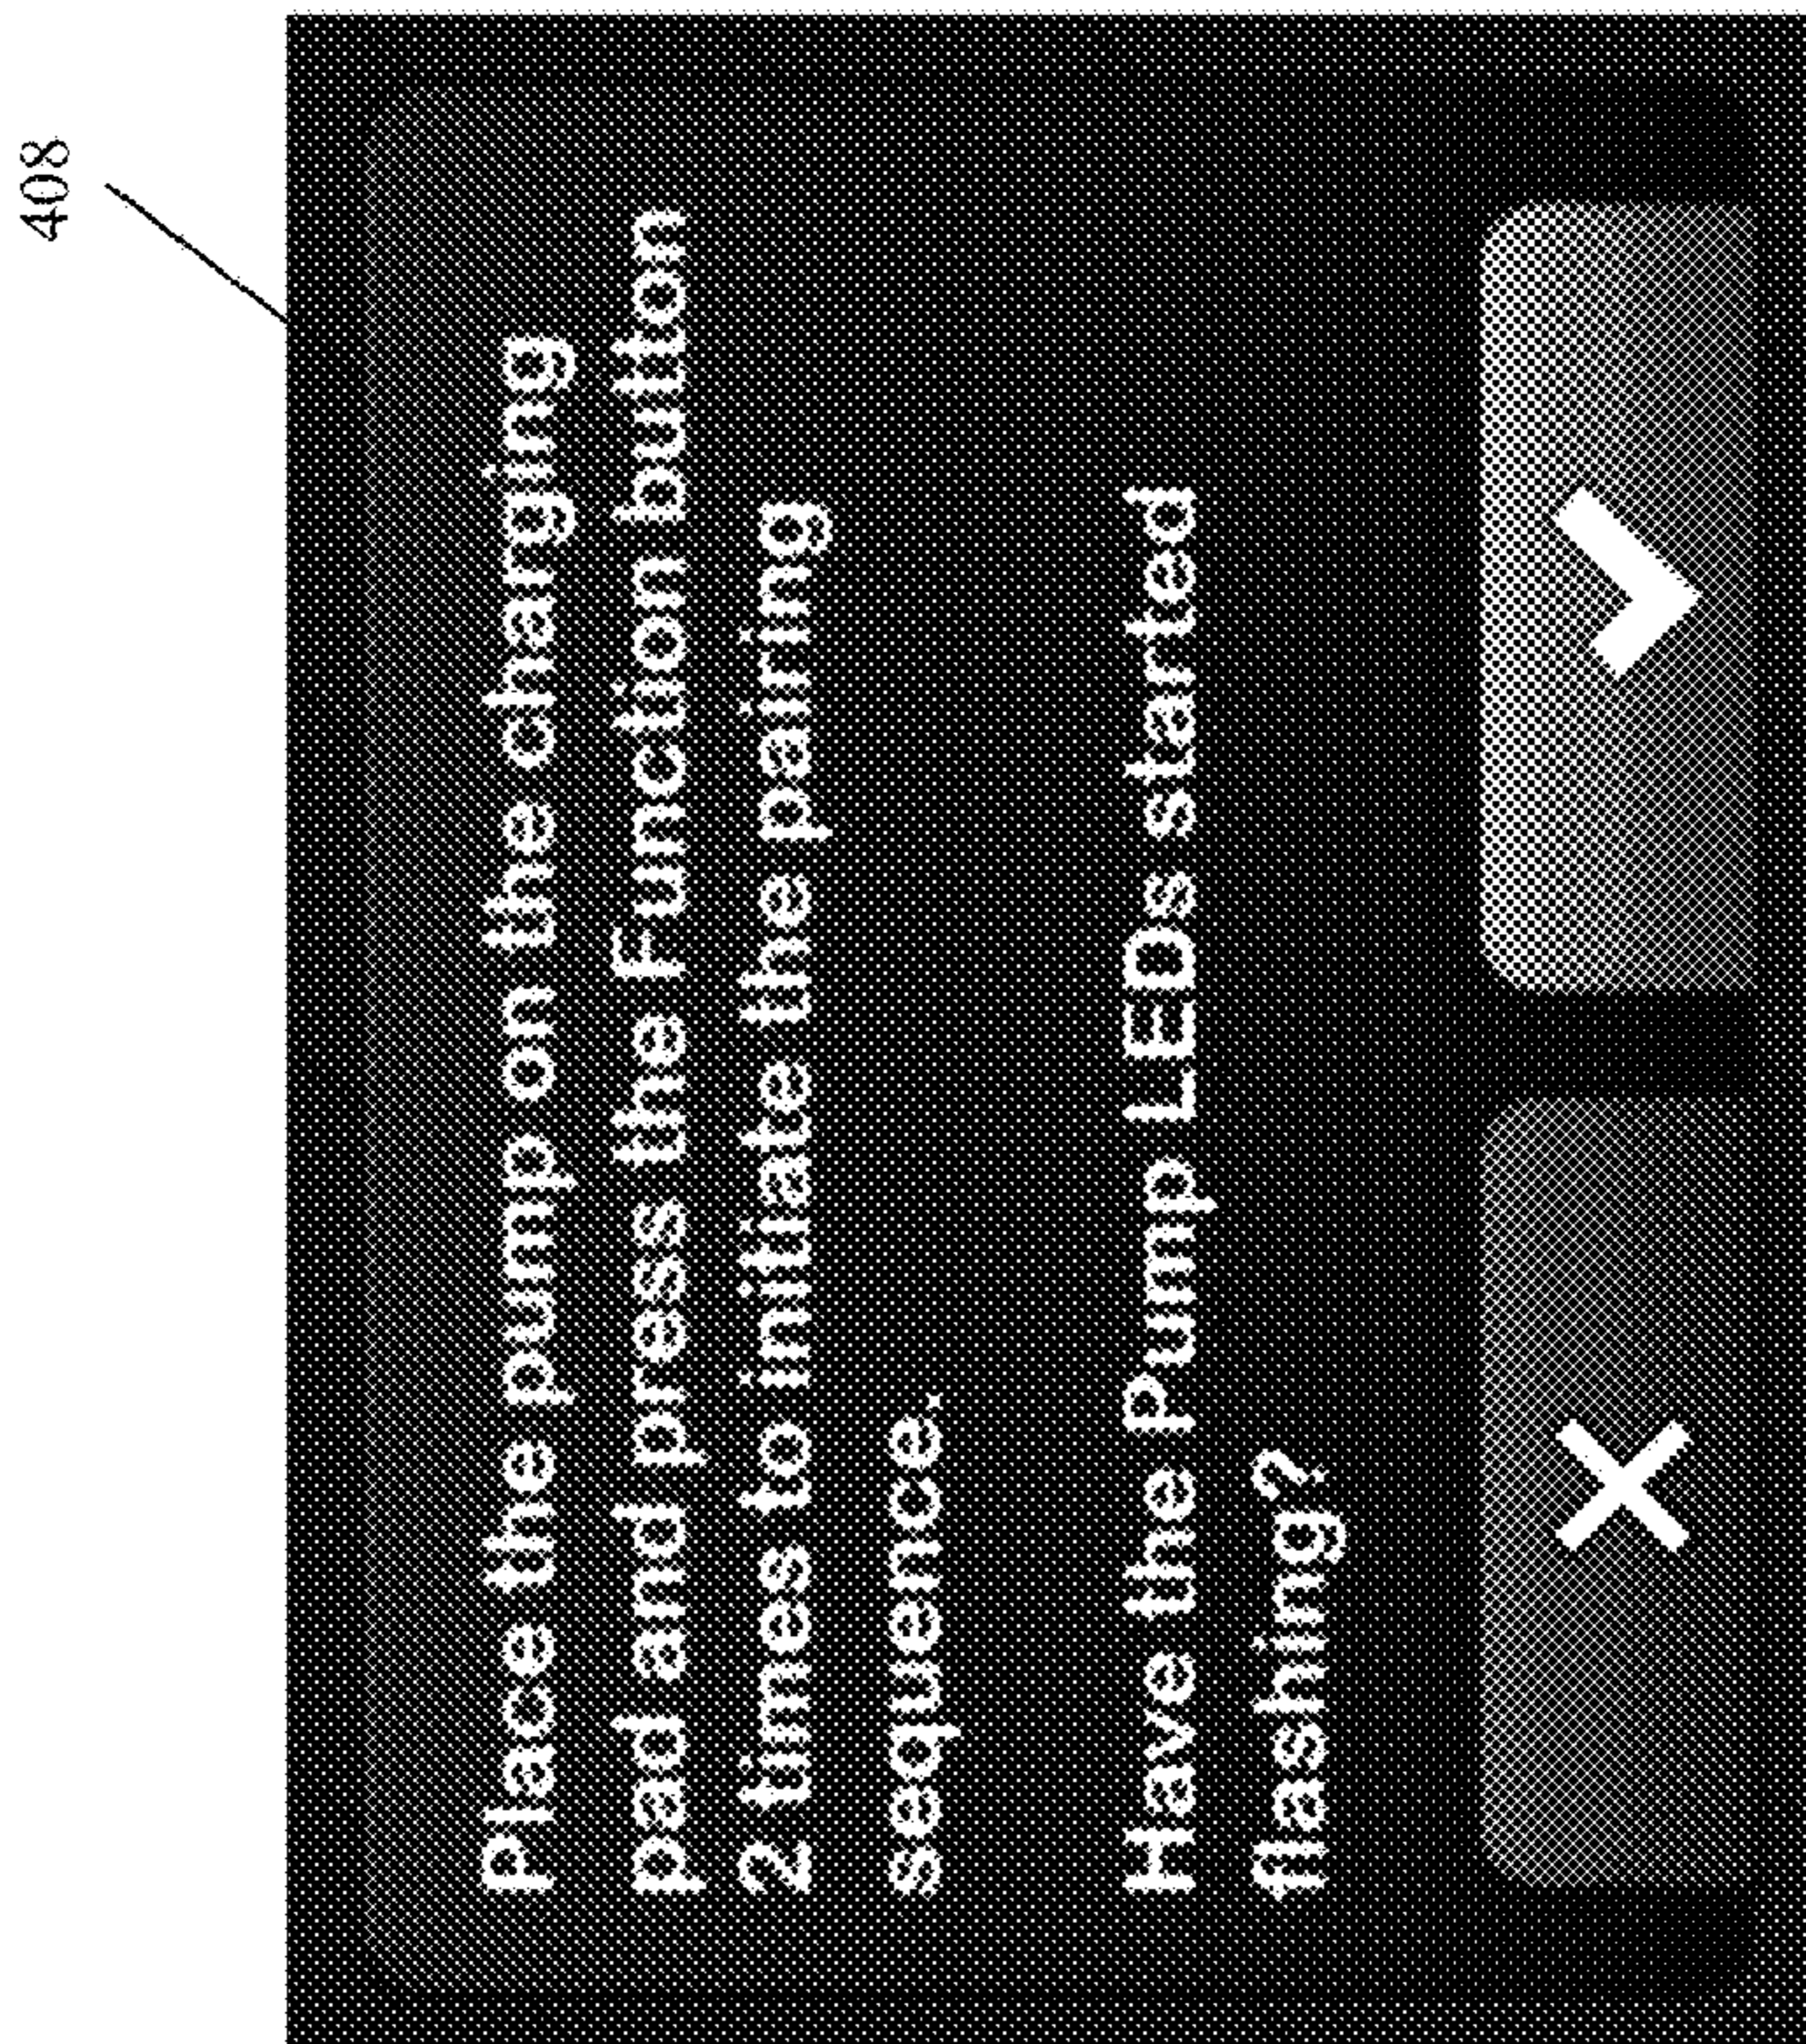 408
Place the pump on the charging
pad and press the Function button
2 times to initiate the pairing
sequence.
Have the Pump LEDs started
flashing?